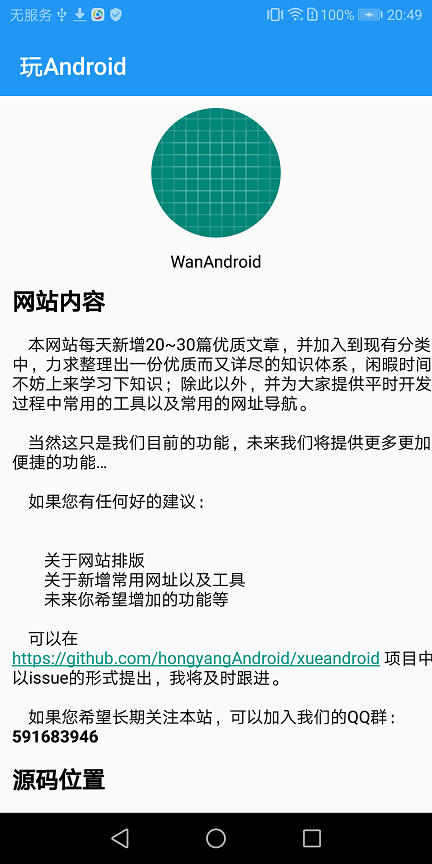 无服务 100% 20:49
玩Android
WanAndroid
网站内容
本网站每天新增20~30篇优质文章，并加入到现有分类
中，力求整理出一份优质而又详尽的知识体系，闲暇时间
不妨上来学习下知识；除此以外，并为大家提供平时开发
过程中常用的工具以及常用的网址导航。
当然这只是我们目前的功能，未来我们将提供更多更加
便捷的功能...
如果您有任何好的建议：
关于网站排版
关于新增常用网址以及工具
未来你希望增加的功能等
可以在
https://github.com/hongyangAndroid/xueandroid 项目中
以issue的形式提出，我将及时跟进。
如果您希望长期关注本站，可以加入我们的QQ群：
591683946
源码位置